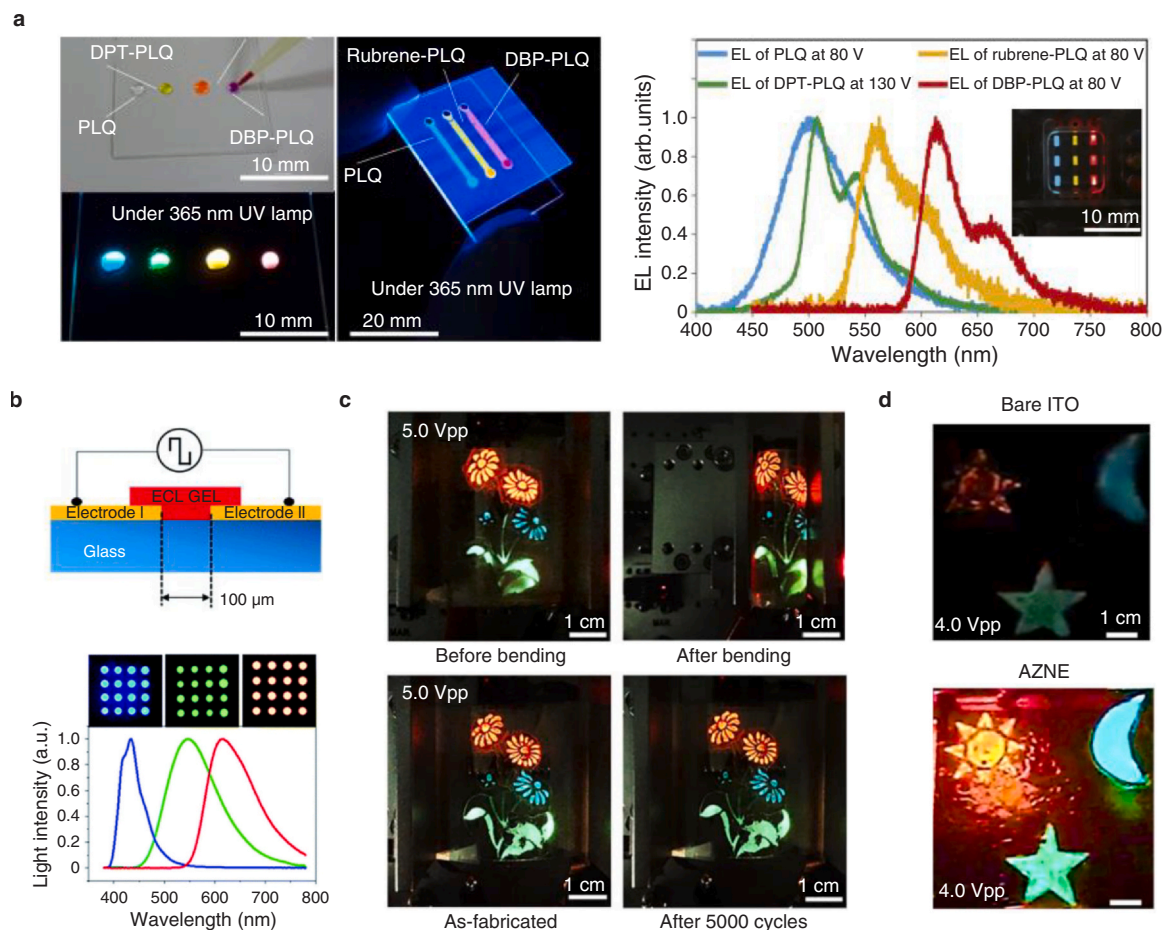 a
DPT-PLQ
PLQ
DBP-PLQ
10 mm
Under 365 nm UV lamp
10 mm
Rubrene-PLQ
DBP-PLQ
PLQ
Under 365 nm UV lamp
20 mm
EL of PLQ at 80 V
EL of rubrene-PLQ at 80 V
EL of DPT-PLQ at 130 V
EL of DBP-PLQ at 80 V
EL intensity (arb.units)
1.0
0.8
0.6
0.4
0.2
0
10 mm
400 450 500 550 600 650 700 750 800
Wavelength (nm)
b
ECL GEL
Electrode I
Electrode II
Glass
100 µm
Light intensity (a.u.)
1.0
0.8
0.6
0.4
0.2
0
400 500 600 700 800
Wavelength (nm)
c
5.0 Vpp
1 cm
1 cm
Before bending
After bending
5.0 Vpp
1 cm
1 cm
As-fabricated
After 5000 cycles
d
Bare ITO
4.0 Vpp
1 cm
AZNE
4.0 Vpp